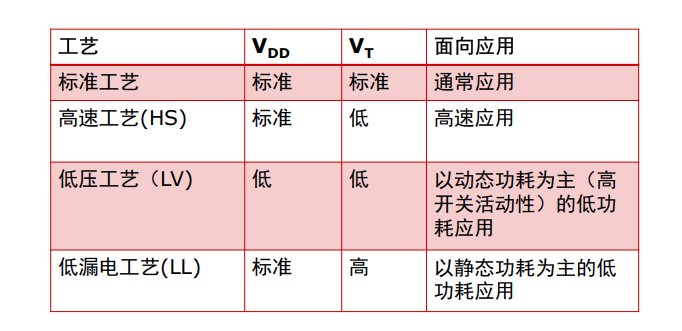 工艺 V_DD V_T 面向应用
标准工艺 标准 标准 通常应用
高速工艺(HS) 标准 低 高速应用
低压工艺（LV) 低 低 以动态功耗为主（高
开关活动性）的低功
耗应用
低漏电工艺(LL) 标准 高 以静态功耗为主的低
功耗应用